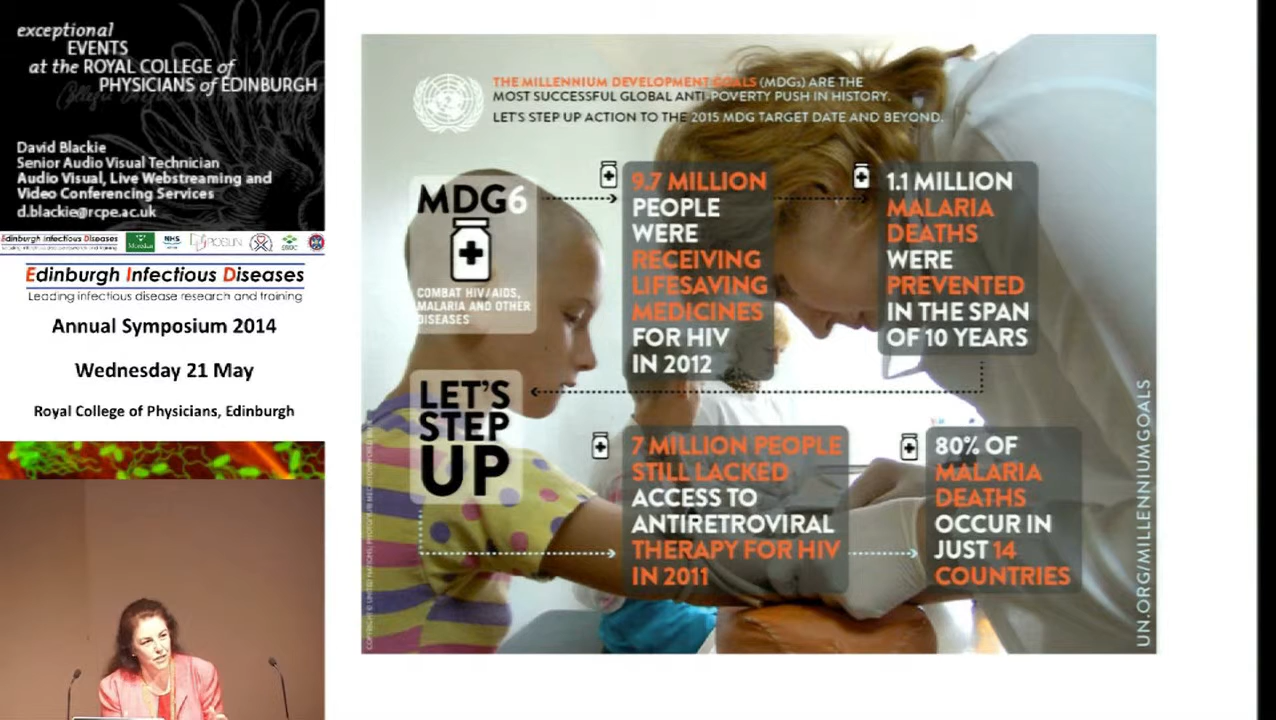 exceptional
EVENTS
at the ROYAL COLLEGE of
PHYSICIANS of EDINBURGH
David Blackie
Senior Audio Visual Technician
Audio Visual, Live Webstreaming and
Video Conferencing Services
d.blackie@rcpe.ac.uk
Edinburgh Infectious Diseases
Moredun
NHS
ROSLIN
SRUC
Edinburgh Infectious Diseases
Leading infectious disease research and training
Annual Symposium 2014
Wednesday 21 May
Royal College of Physicians, Edinburgh
THE MILLENNIUM DEVELOPMENT GOALS (MDGs) ARE THE
MOST SUCCESSFUL GLOBAL ANTI-POVERTY PUSH IN HISTORY.
LET'S STEP UP ACTION TO THE 2015 MDG TARGET DATE AND BEYOND.
MDG6
COMBAT HIV/AIDS,
MALARIA AND OTHER
DISEASES
9.7 MILLION
PEOPLE
WERE
RECEIVING
LIFESAVING
MEDICINES
FOR HIV
IN 2012
1.1 MILLION
MALARIA
DEATHS
WERE
PREVENTED
IN THE SPAN
OF 10 YEARS
LET'S
STEP
UP
7 MILLION PEOPLE
STILL LACKED
ACCESS TO
ANTIRETROVIRAL
THERAPY FOR HIV
IN 2011
80% OF
MALARIA
DEATHS
OCCUR IN
JUST 14
COUNTRIES
UN.ORG/MILLENNIUMGOALS